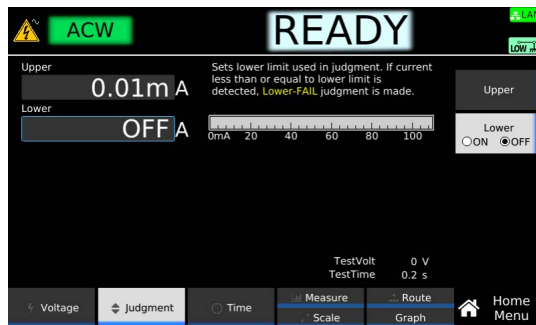 ACW
READY
LAN
LOW
Upper
0.01m A
Lower
OFF A
Sets lower limit used in judgment. If current
less than or equal to lower limit is
detected, Lower-FAIL judgment is made.
0mA 20 40 60 80 100
Upper
Lower
ON OFF
TestVolt 0 V
TestTime 0.2 s
Voltage
Judgment
Time
Measure
Scale
Route
Graph
Home
Menu